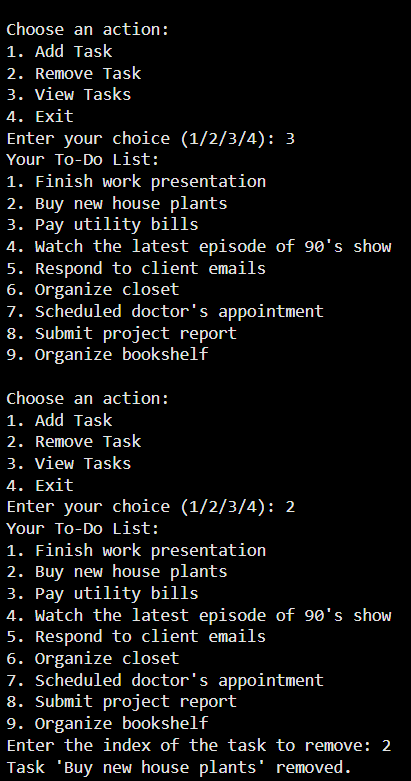 Choose an action:
1. Add Task
2. Remove Task
3. View Tasks
4. Exit
Enter your choice (1/2/3/4): 3
Your To-Do List:
1. Finish work presentation
2. Buy new house plants
3. Pay utility bills
4. Watch the latest episode of 90's show
5. Respond to client emails
6. Organize closet
7. Scheduled doctor's appointment
8. Submit project report
9. Organize bookshelf

Choose an action:
1. Add Task
2. Remove Task
3. View Tasks
4. Exit
Enter your choice (1/2/3/4): 2
Your To-Do List:
1. Finish work presentation
2. Buy new house plants
3. Pay utility bills
4. Watch the latest episode of 90's show
5. Respond to client emails
6. Organize closet
7. Scheduled doctor's appointment
8. Submit project report
9. Organize bookshelf
Enter the index of the task to remove: 2
Task 'Buy new house plants' removed.